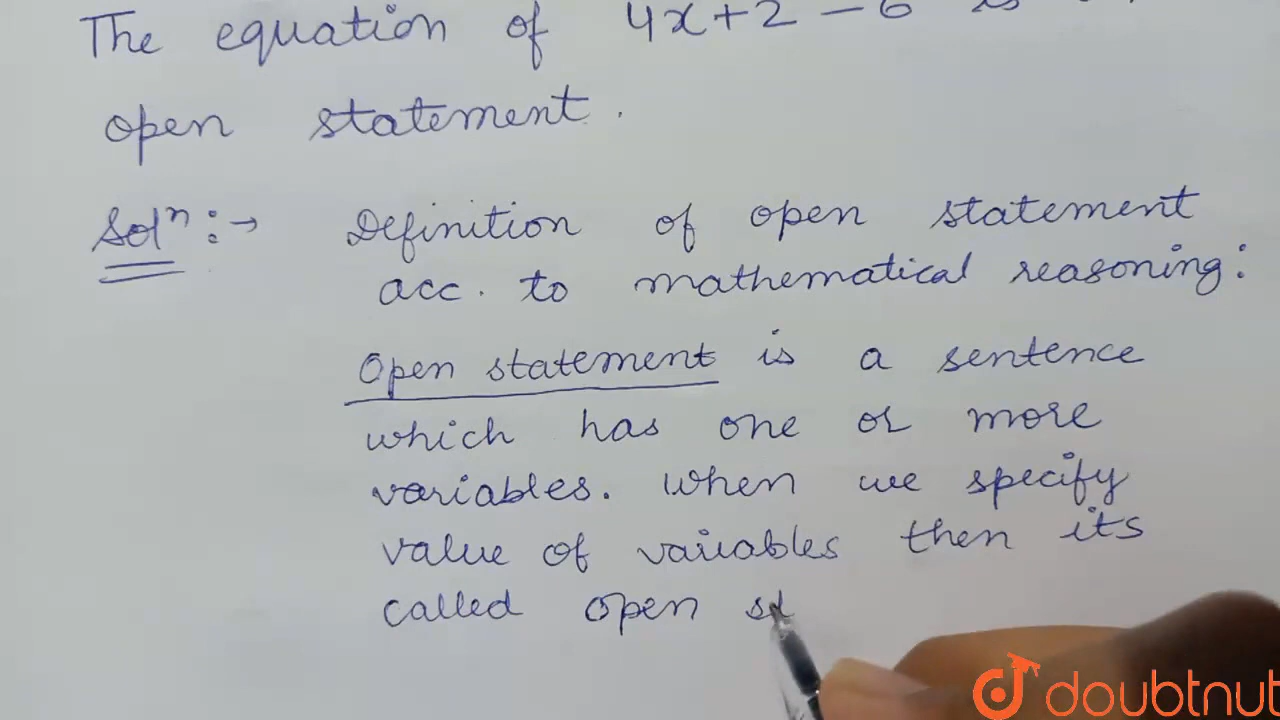 The equation of 4x+2 - 6 is
open statement.
Solⁿ :→ Definition of open statement
acc. to mathematical reasoning:
Open statement is a sentence
which has one or more
variables. When we specify
value of variables then its
called open st
doubtnut